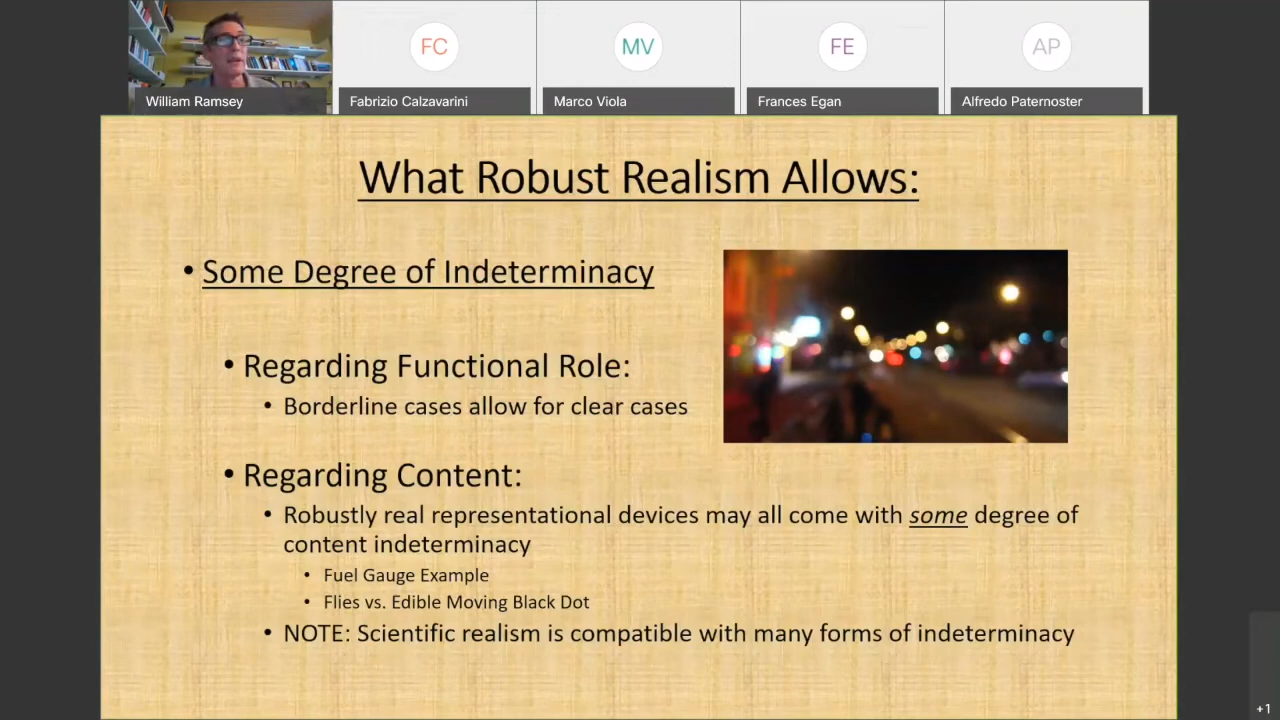 FC
MV
FE
AP
William Ramsey
Fabrizio Calzavarini
Marco Viola
Frances Egan
Alfredo Paternoster
What Robust Realism Allows:
• Some Degree of Indeterminacy
• Regarding Functional Role:
• Borderline cases allow for clear cases
• Regarding Content:
• Robustly real representational devices may all come with some degree of
content indeterminacy
• Fuel Gauge Example
• Flies vs. Edible Moving Black Dot
• NOTE: Scientific realism is compatible with many forms of indeterminacy
+1